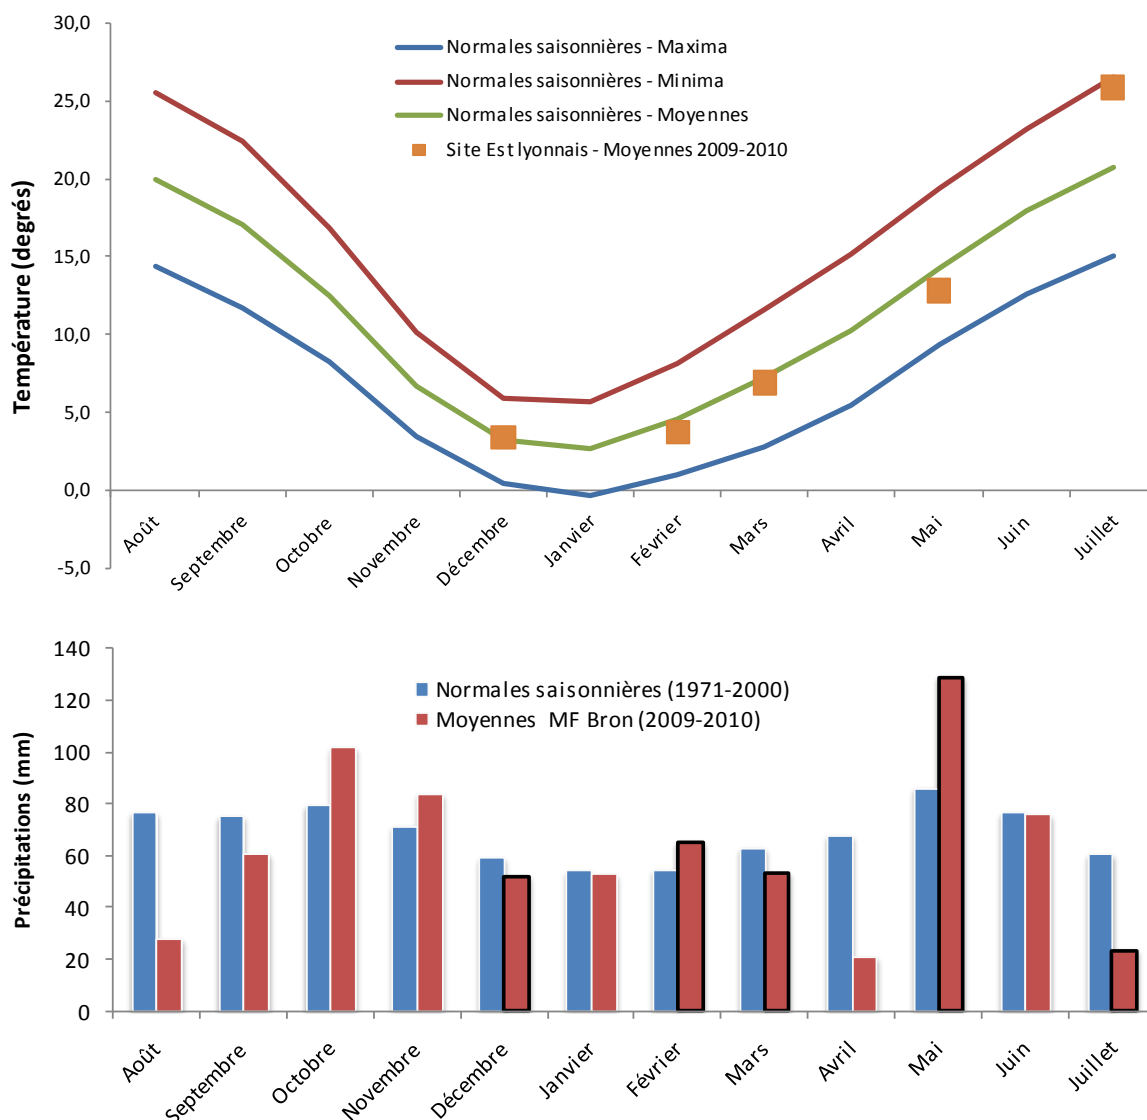 30,0
25,0
20,0
15,0
10,0
5,0
0,0
-5,0
Température (degrés)
Normales saisonnières - Maxima
Normales saisonnières - Minima
Normales saisonnières - Moyennes
Site Est lyonnais - Moyennes 2009-2010
Août
Septembre
Octobre
Novembre
Décembre
Janvier
Février
Mars
Avril
Mai
Juin
Juillet
140
120
100
80
60
40
20
0
Précipitations (mm)
Normales saisonnières (1971-2000)
Moyennes MF Bron (2009-2010)
Août
Septembre
Octobre
Novembre
Décembre
Janvier
Février
Mars
Avril
Mai
Juin
Juillet